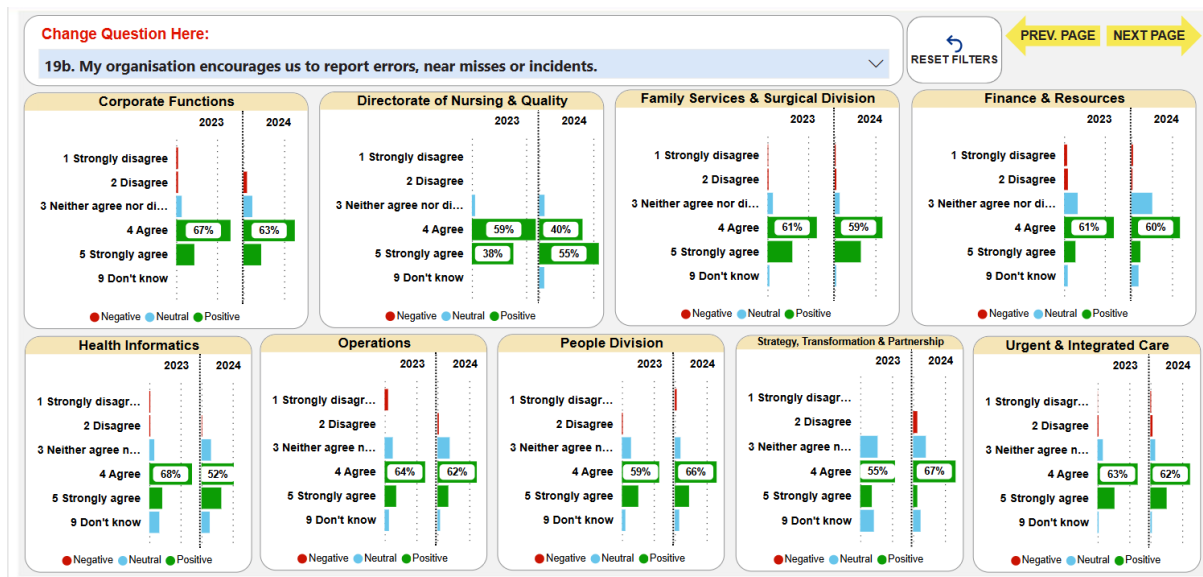 Change Question Here:
19b. My organisation encourages us to report errors, near misses or incidents.
RESET FILTERS
PREV. PAGE
NEXT PAGE
Corporate Functions
2023 2024
1 Strongly disagree
2 Disagree
3 Neither agree nor di...
4 Agree 67% 63%
5 Strongly agree
9 Don't know
Negative Neutral Positive
Directorate of Nursing & Quality
2023 2024
1 Strongly disagree
2 Disagree
3 Neither agree nor di...
4 Agree 59% 40%
5 Strongly agree 38% 55%
9 Don't know
Negative Neutral Positive
Family Services & Surgical Division
2023 2024
1 Strongly disagree
2 Disagree
3 Neither agree nor di...
4 Agree 61% 59%
5 Strongly agree
9 Don't know
Negative Neutral Positive
Finance & Resources
2023 2024
1 Strongly disagree
2 Disagree
3 Neither agree nor di...
4 Agree 61% 60%
5 Strongly agree
9 Don't know
Negative Neutral Positive
Health Informatics
2023 2024
1 Strongly disagr...
2 Disagree
3 Neither agree n...
4 Agree 68% 52%
5 Strongly agree
9 Don't know
Negative Neutral Positive
Operations
2023 2024
1 Strongly disagr...
2 Disagree
3 Neither agree n...
4 Agree 64% 62%
5 Strongly agree
9 Don't know
Negative Neutral Positive
People Division
2023 2024
1 Strongly disagr...
2 Disagree
3 Neither agree n...
4 Agree 59% 66%
5 Strongly agree
9 Don't know
Negative Neutral Positive
Strategy, Transformation & Partnership
2023 2024
1 Strongly disagr...
2 Disagree
3 Neither agree n...
4 Agree 55% 67%
5 Strongly agree
9 Don't know
Negative Neutral Positive
Urgent & Integrated Care
2023 2024
1 Strongly disagr...
2 Disagree
3 Neither agree n...
4 Agree 63% 62%
5 Strongly agree
9 Don't know
Negative Neutral Positive